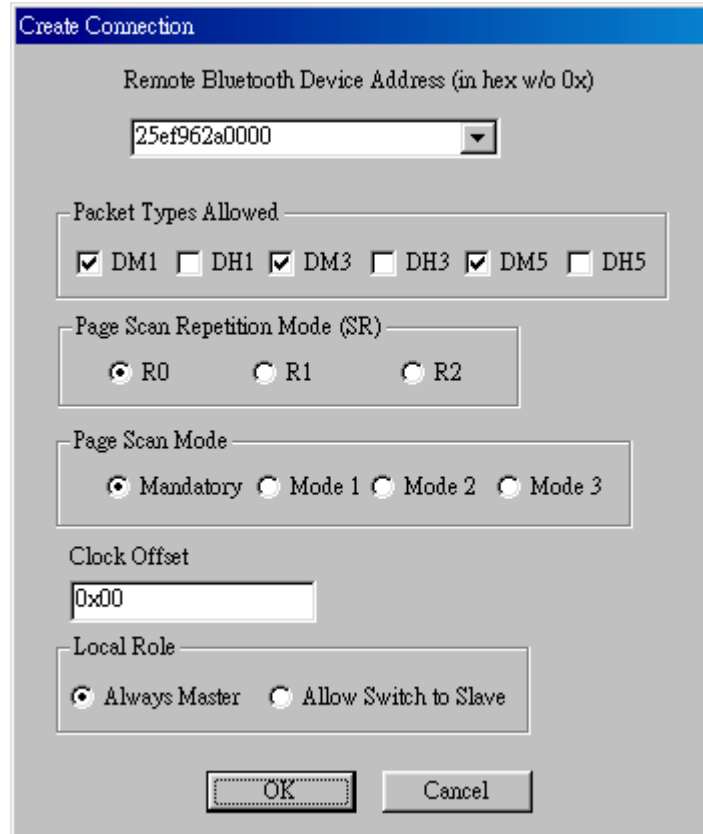 Create Connection
Remote Bluetooth Device Address (in hex w/o 0x)
25ef962a0000
Packet Types Allowed
DM1 DH1 DM3 DH3 DM5 DH5
Page Scan Repetition Mode (SR)
R0 R1 R2
Page Scan Mode
Mandatory Mode 1 Mode 2 Mode 3
Clock Offset
0x00
Local Role
Always Master Allow Switch to Slave
OK Cancel